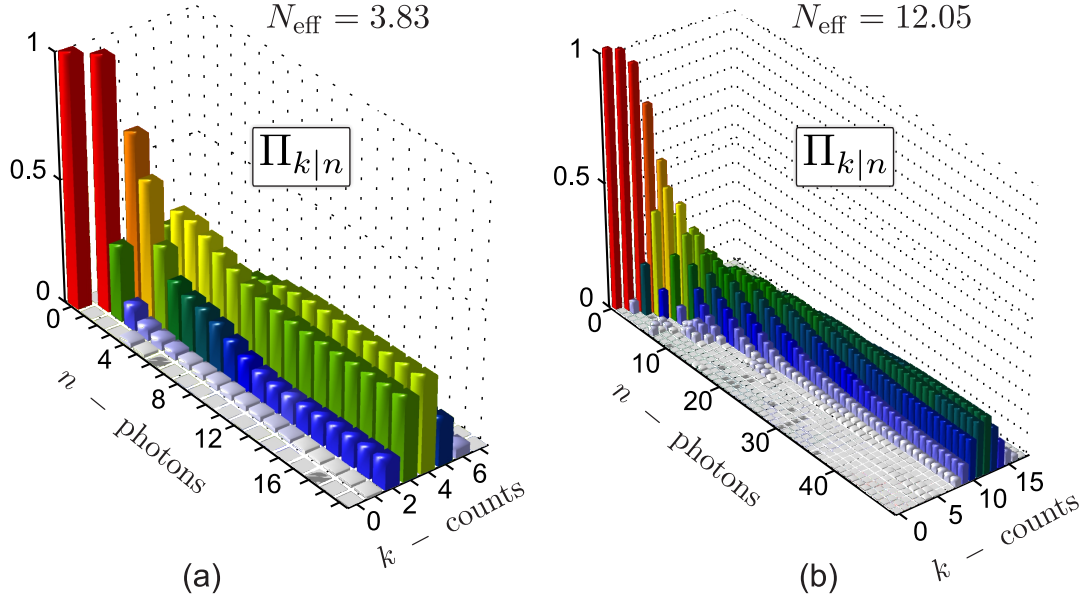 N_eff = 3.83
1
0.5
0
Π_{k|n}
0
4
8
12
16
n − photons
0
2
4
6
k − counts
(a)
N_eff = 12.05
1
0.5
0
Π_{k|n}
0
10
20
30
40
n − photons
0
5
10
15
k − counts
(b)